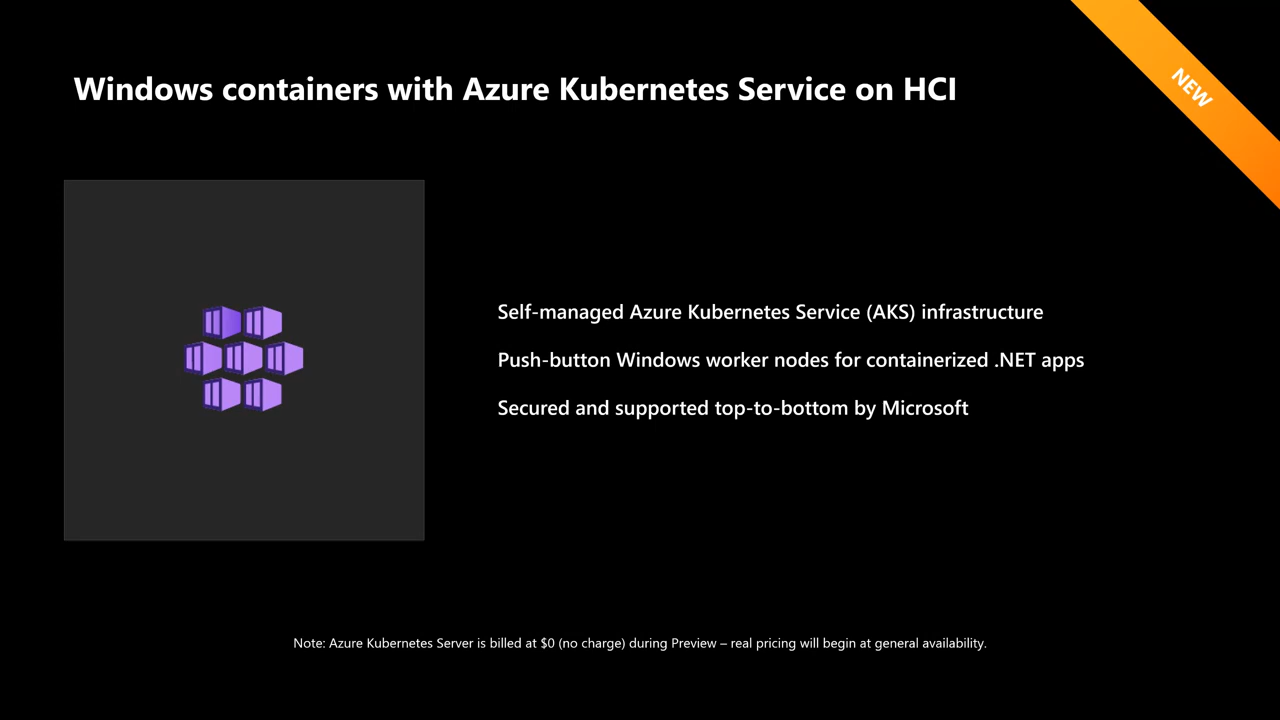 Windows containers with Azure Kubernetes Service on HCI
NEW
Self-managed Azure Kubernetes Service (AKS) infrastructure
Push-button Windows worker nodes for containerized .NET apps
Secured and supported top-to-bottom by Microsoft
Note: Azure Kubernetes Server is billed at $0 (no charge) during Preview – real pricing will begin at general availability.